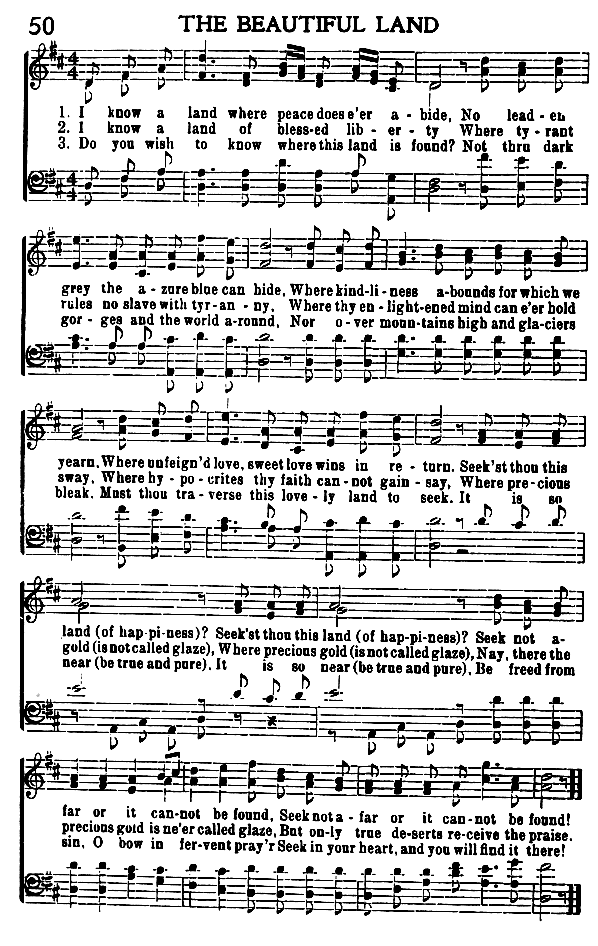 50 THE BEAUTIFUL LAND
1. I know a land where peace does e'er a - bide, No lead - en
2. I know a land of bless-ed lib - er - ty Where ty - rant
3. Do you wish to know where this land is found? Not thru dark
grey the a - zure blue can hide, Where kind-li - ness a-bounds for which we
rules no slave with tyr-an - ny, Where thy en - light-ened mind can e'er hold
gor - ges and the world a-round, Nor o - ver moun-tains high and gla-ciers
yearn, Where unfeign'd love, sweet love wins in re - turn. Seek'st thou this
sway, Where hy - po - crites thy faith can-not gain - say, Where pre-cious
bleak. Must thou tra - verse this love - ly land to seek. It is so
land (of hap-pi-ness)? Seek'st thou this land (of hap-pi-ness)? Seek not a-
gold (is not called glaze), Where precious gold (is not called glaze), Nay, there the
near (be true and pure), It is so near (be true and pure), Be freed from
far or it can-not be found, Seek not a - far or it can-not be found!
precious gold is ne'er called glaze, But on-ly true de-serts re-ceive the praise.
sin, O bow in fer-vent pray'r Seek in your heart, and you will find it there!